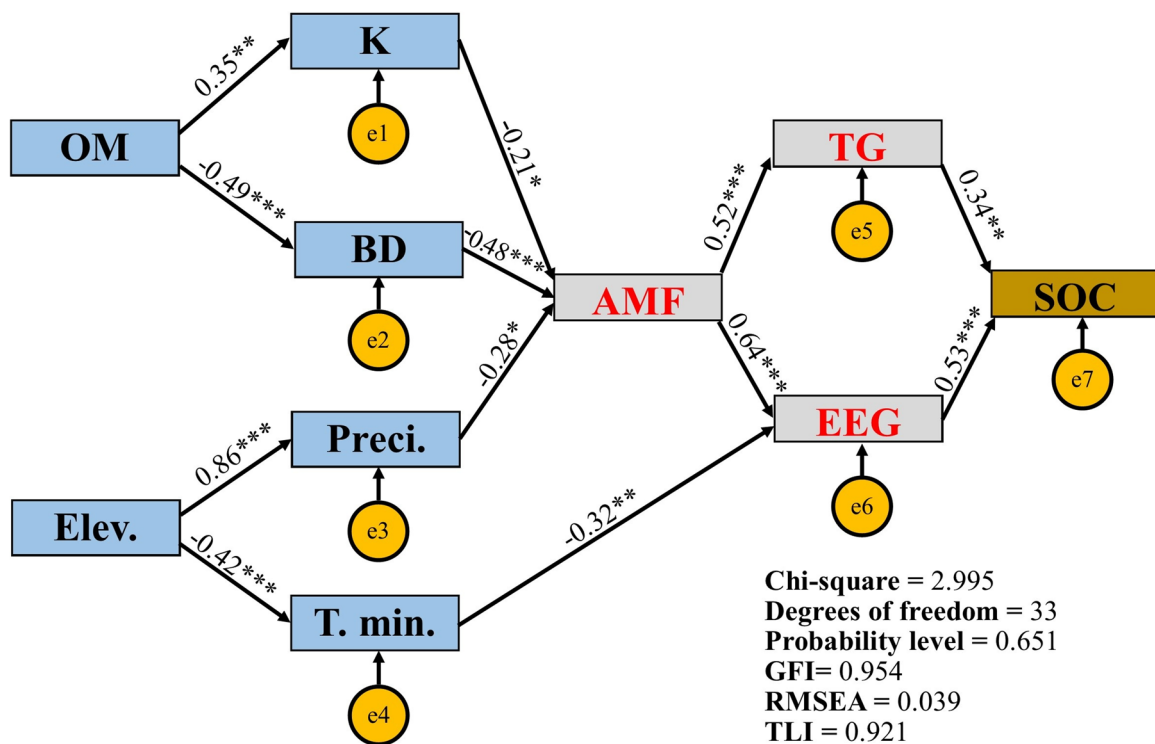 K
0.35**
e1
OM
-0.21*
TG
-0.49***
0.52***
0.34**
e5
BD
-0.48***
AMF
SOC
e2
0.64***
0.53***
e7
-0.28*
Preci.
EEG
0.86***
e3
e6
Elev.
-0.32**
-0.42***
T. min.
e4
Chi-square = 2.995
Degrees of freedom = 33
Probability level = 0.651
GFI= 0.954
RMSEA = 0.039
TLI = 0.921